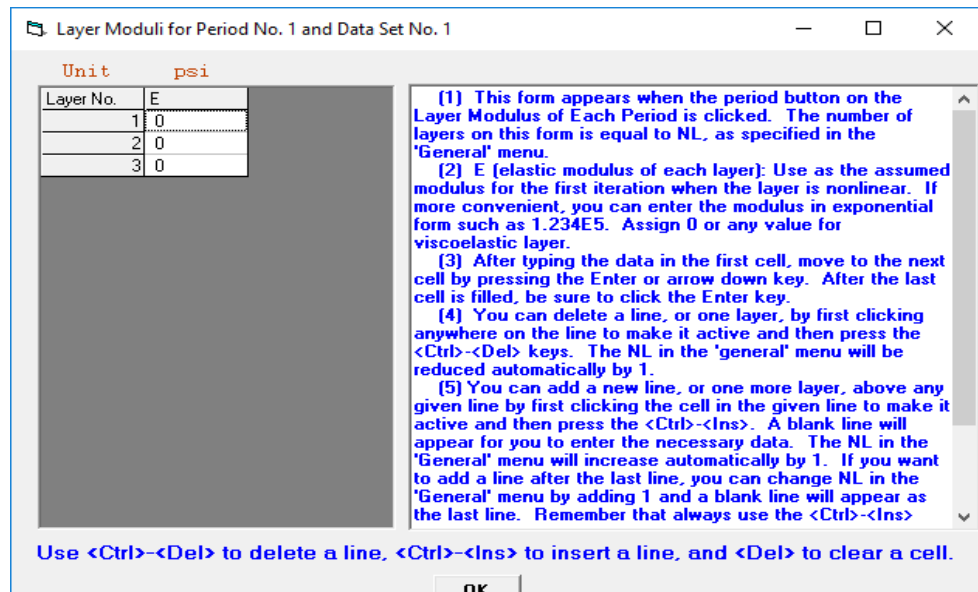 Layer Moduli for Period No. 1 and Data Set No. 1
Unit psi
Layer No. E
1 0
2 0
3 0
(1) This form appears when the period button on the
Layer Modulus of Each Period is clicked. The number of
layers on this form is equal to NL, as specified in the
'General' menu.
(2) E (elastic modulus of each layer): Use as the assumed
modulus for the first iteration when the layer is nonlinear. If
more convenient, you can enter the modulus in exponential
form such as 1.234E5. Assign 0 or any value for
viscoelastic layer.
(3) After typing the data in the first cell, move to the next
cell by pressing the Enter or arrow down key. After the last
cell is filled, be sure to click the Enter key.
(4) You can delete a line, or one layer, by first clicking
anywhere on the line to make it active and then press the
<Ctrl>-<Del> keys. The NL in the 'general' menu will be
reduced automatically by 1.
(5) You can add a new line, or one more layer, above any
given line by first clicking the cell in the given line to make it
active and then press the <Ctrl>-<Ins>. A blank line will
appear for you to enter the necessary data. The NL in the
'General' menu will increase automatically by 1. If you want
to add a line after the last line, you can change NL in the
'General' menu by adding 1 and a blank line will appear as
the last line. Remember that always use the <Ctrl>-<Ins>
Use <Ctrl>-<Del> to delete a line, <Ctrl>-<Ins> to insert a line, and <Del> to clear a cell.
OK